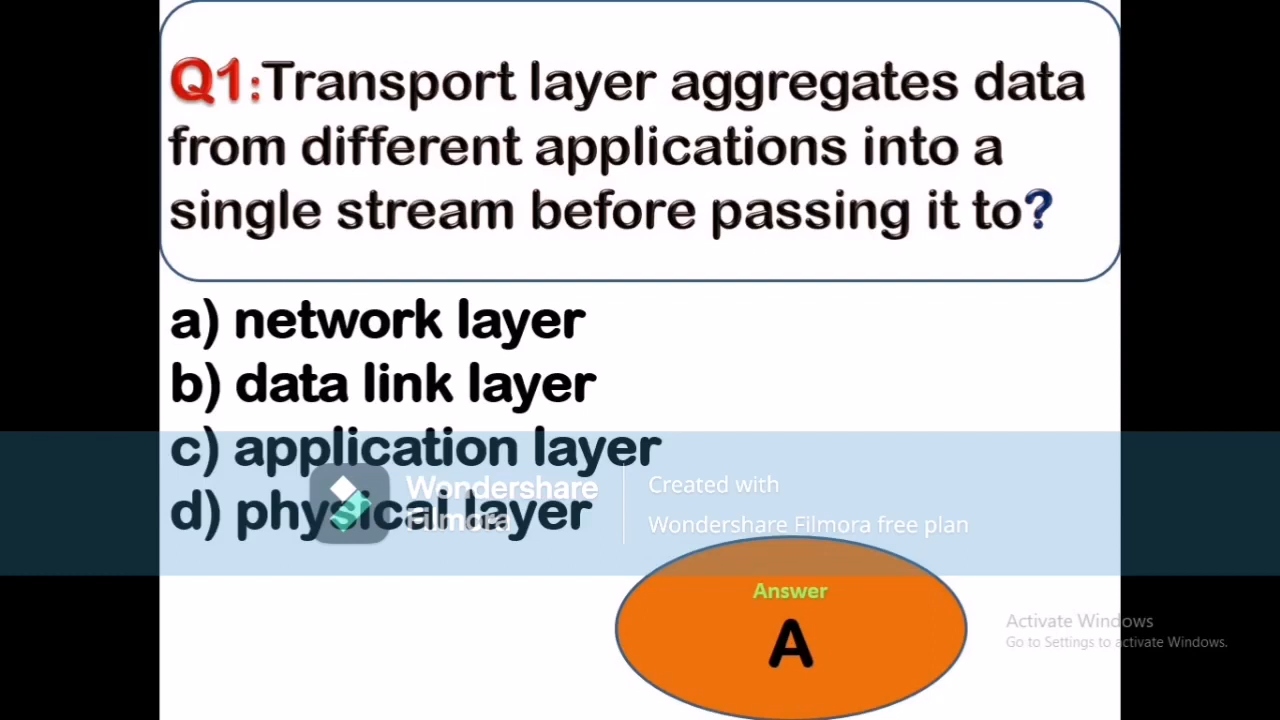 Q1:Transport layer aggregates data
from different applications into a
single stream before passing it to?
a) network layer
b) data link layer
c) application layer
d) physical layer
Wondershare
Filmora
Created with
Wondershare Filmora free plan
Answer
A
Activate Windows
Go to Settings to activate Windows.